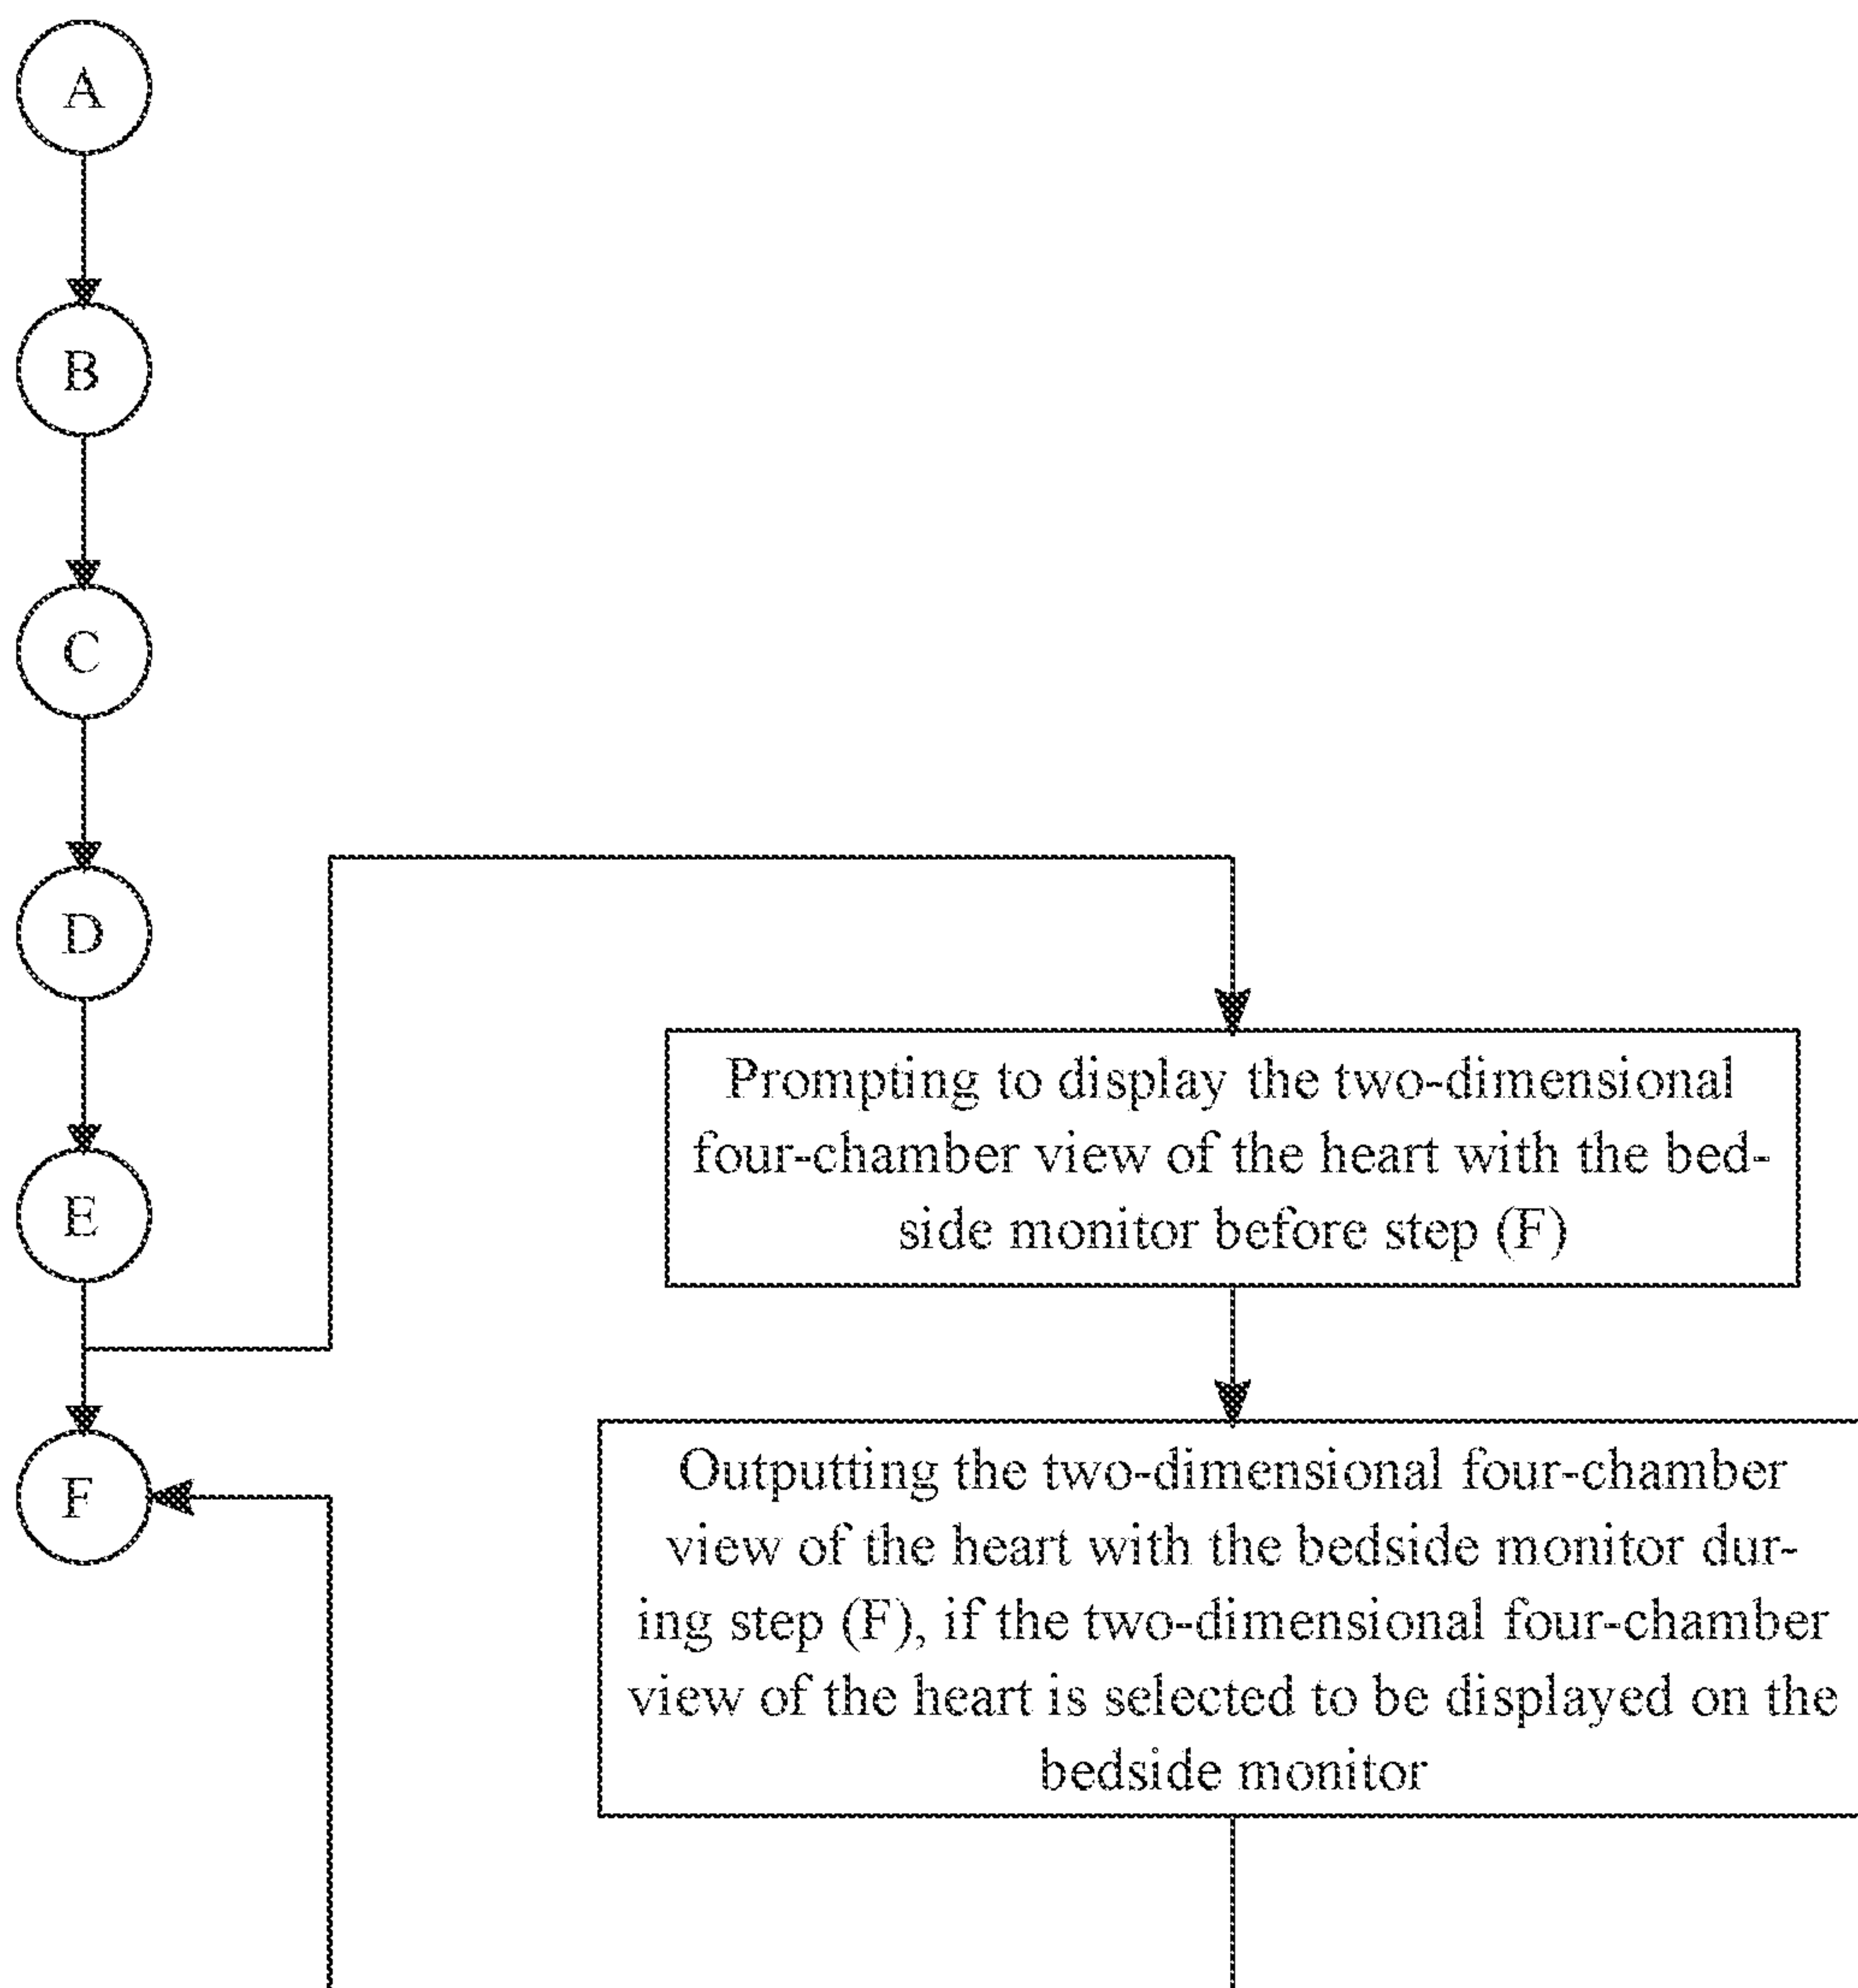 A
B
C
D
E
F
Prompting to display the two-dimensional
four-chamber view of the heart with the bed-
side monitor before step (F)
Outputting the two-dimensional four-chamber
view of the heart with the bedside monitor dur-
ing step (F), if the two-dimensional four-chamber
view of the heart is selected to be displayed on the
bedside monitor